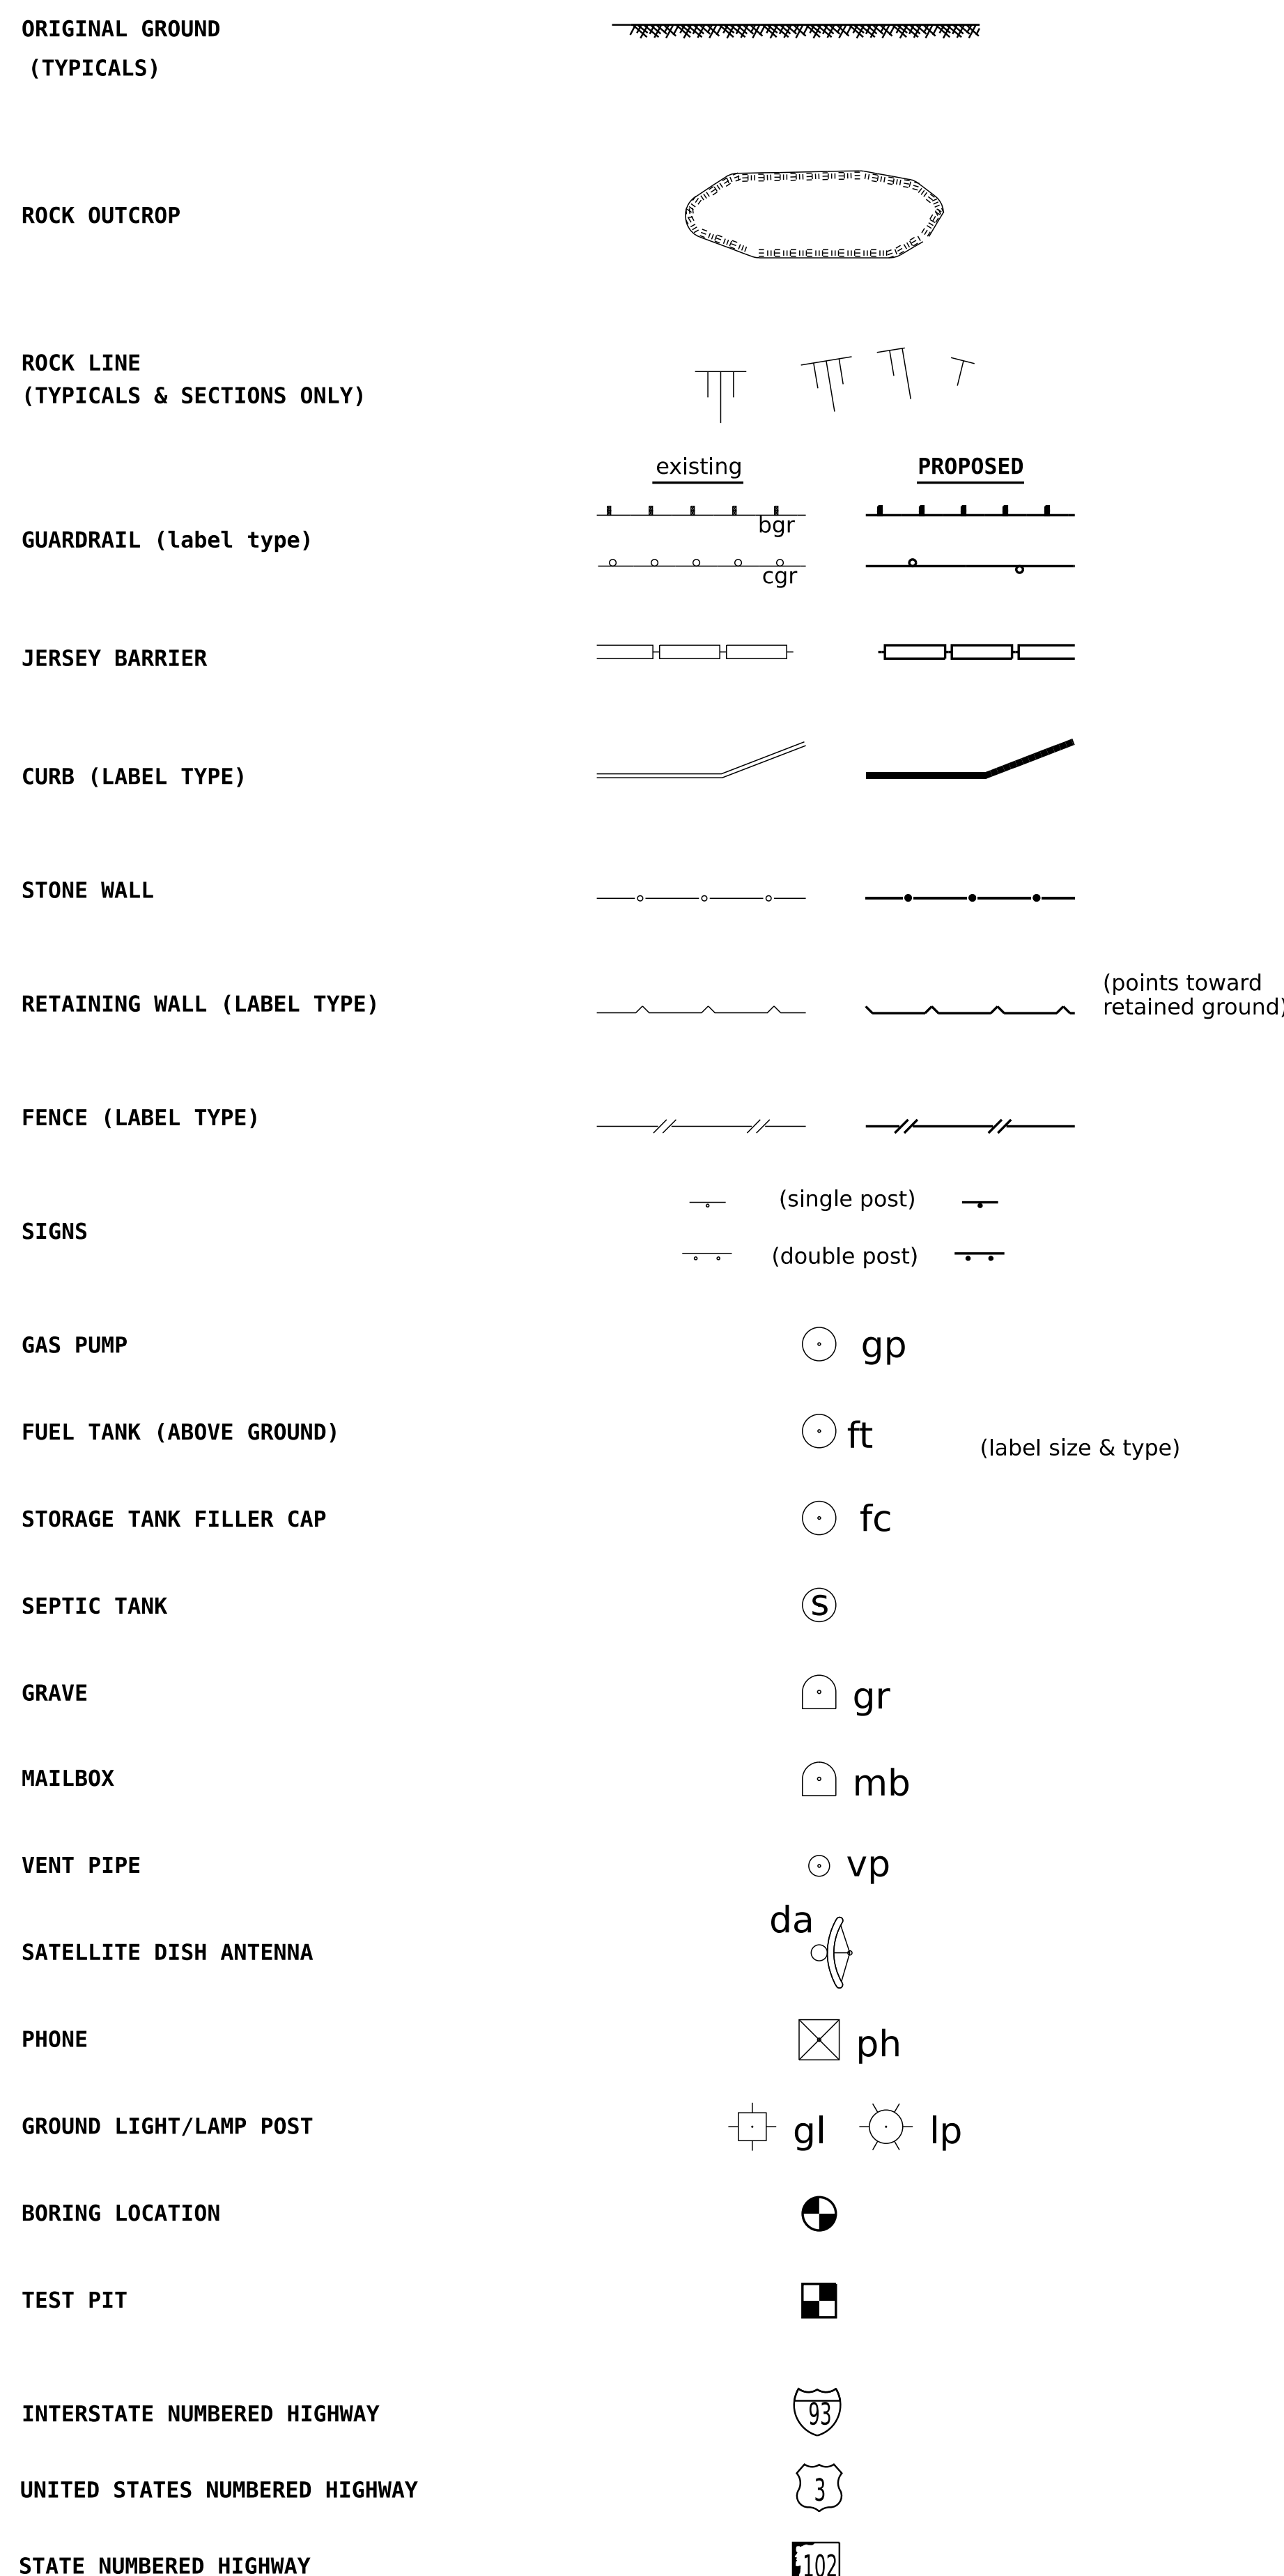 ORIGINAL GROUND
(TYPICALS)
ROCK OUTCROP
ROCK LINE
(TYPICALS & SECTIONS ONLY)
existing PROPOSED
GUARDRAIL (label type) bgr
cgr
JERSEY BARRIER
CURB (LABEL TYPE)
STONE WALL
RETAINING WALL (LABEL TYPE) (points toward
retained ground)
FENCE (LABEL TYPE)
SIGNS (single post)
(double post)
GAS PUMP gp
FUEL TANK (ABOVE GROUND) ft (label size & type)
STORAGE TANK FILLER CAP fc
SEPTIC TANK s
GRAVE gr
MAILBOX mb
VENT PIPE vp
SATELLITE DISH ANTENNA da
PHONE ph
GROUND LIGHT/LAMP POST gl lp
BORING LOCATION
TEST PIT
INTERSTATE NUMBERED HIGHWAY 93
UNITED STATES NUMBERED HIGHWAY 3
STATE NUMBERED HIGHWAY 102